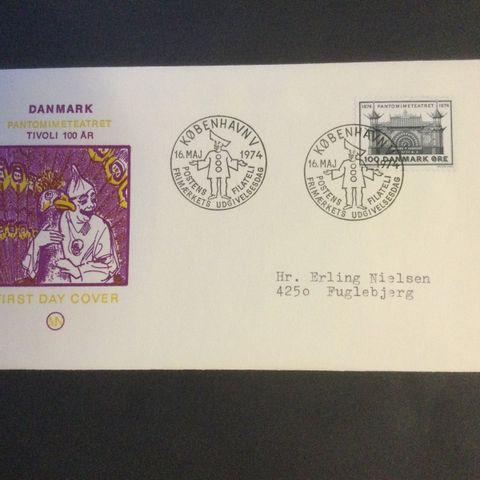 DANMARK
PANTOMIMETEATRET
TIVOLI 100 ÅR
FIRST DAY COVER
KØBENHAVN V
16. MAJ 1974
POSTENS FILATELI
FRIMÆRKETS UDGIVELSESDAG
KØBENHAVN V
16. MAJ 1974
POSTENS FILATELI
FRIMÆRKETS UDGIVELSESDAG
1874 PANTOMIMETEATRET 1974
100 DANMARK ØRE
Hr. Erling Nielsen
4250 Fuglebjerg